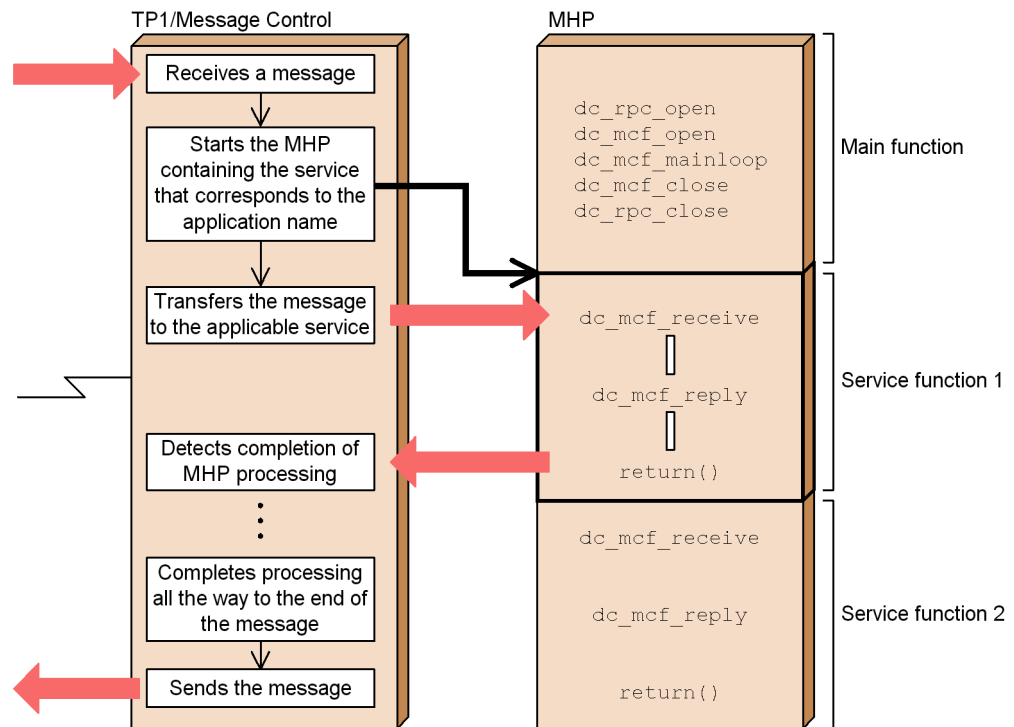 TP1/Message Control
Receives a message
Starts the MHP
containing the service
that corresponds to the
application name
Transfers the message
to the applicable service
Detects completion of
MHP processing
Completes processing
all the way to the end of
the message
Sends the message
MHP
dc_rpc_open
dc_mcf_open
dc_mcf_mainloop
dc_mcf_close
dc_rpc_close
Main function
dc_mcf_receive
dc_mcf_reply
return()
Service function 1
dc_mcf_receive
dc_mcf_reply
return()
Service function 2